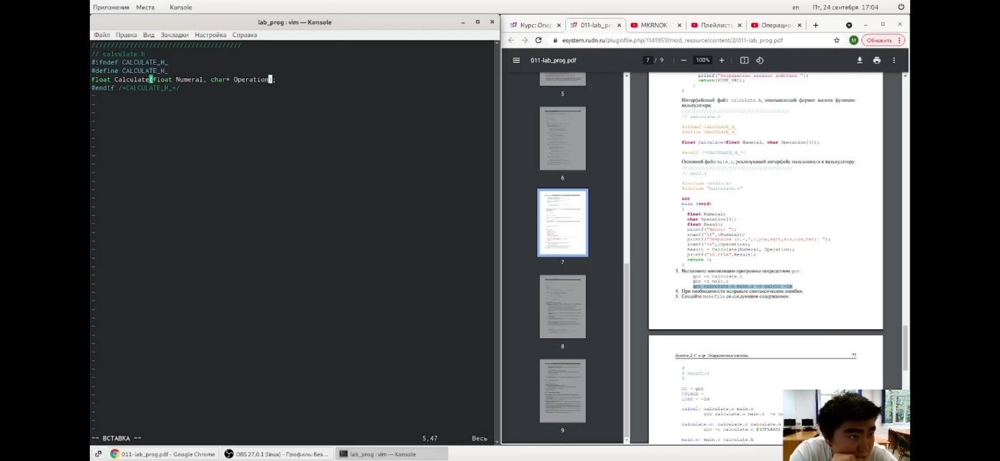 Приложения Места Konsole
en Пт, 24 сентября 17:04
lab_prog : vim — Konsole
Файл Правка Вид Закладки Настройка Справка
///////////////////////////////////////
// calculate.h
#ifndef CALCULATE_H_
#define CALCULATE_H_
float Calculate(float Numeral, char* Operation);
#endif /*CALCULATE_H_*/
-- ВСТАВКА --
5,47
Весь
Курс: Опер
011-lab_pr
MKRNOK
Плейлисты
Операцио
esystem.rudn.ru/pluginfile.php/1141959/mod_resource/content/2/011-lab_prog.pdf
M
Обновить
011-lab_prog.pdf
7 / 9
100%
5
6
7
8
9
printf("Неправильно введено действие ");
return(HUGE_VAL);
}
}
Интерфейсный файл calculate.h, описывающий формат вызова функции-
калькулятора:
///////////////////////////////////////
// calculate.h
#ifndef CALCULATE_H_
#define CALCULATE_H_
float Calculate(float Numeral, char Operation[4]);
#endif /*CALCULATE_H_*/
Основной файл main.c, реализующий интерфейс пользователя к калькулятору:
////////////////////////////////////////
// main.c
#include <stdio.h>
#include "calculate.h"
int
main (void)
{
float Numeral;
char Operation[4];
float Result;
printf("Число: ");
scanf("%f",&Numeral);
printf("Операция (+,-,*,/,pow,sqrt,sin,cos,tan): ");
scanf("%s",&Operation);
Result = Calculate(Numeral, Operation);
printf("%6.2f\n",Result);
return 0;
}
3. Выполните компиляцию программы посредством gcc:
gcc -c calculate.c
gcc -c main.c
gcc calculate.o main.o -o calcul -lm
4. При необходимости исправьте синтаксические ошибки.
5. Создайте Makefile со следующим содержанием:
Кулябов Д. С. и др. Операционные системы
77
#
# Makefile
#
CC = gcc
CFLAGS =
LIBS = -lm
calcul: calculate.o main.o
gcc calculate.o main.o -o
calculate.o: calculate.c calculate.h
gcc -c calculate.c $(CFLAGS)
main.o: main.c calculate.h
011-lab_prog.pdf - Google Chrome
OBS 27.0.1 (linux) - Профиль: Без...
lab_prog : vim — Konsole